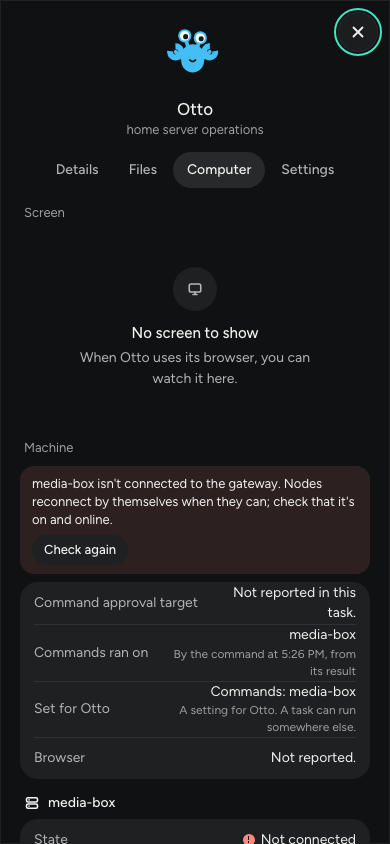 Otto
home server operations
Details Files Computer Settings
Screen
No screen to show
When Otto uses its browser, you can
watch it here.
Machine
media-box isn't connected to the gateway. Nodes
reconnect by themselves when they can; check that it's
on and online.
Check again
Command approval target Not reported in this
task.
Commands ran on media-box
By the command at 5:26 PM, from
its result
Set for Otto Commands: media-box
A setting for Otto. A task can run
somewhere else.
Browser Not reported.
media-box
State Not connected